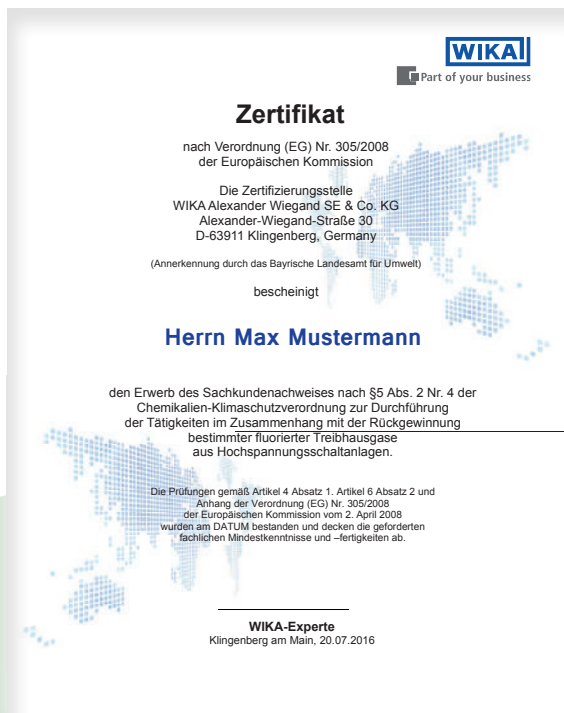 WIKAI
Part of your business
Zertifikat
nach Verordnung (EG) Nr. 305/2008
der Europäischen Kommission
Die Zertifizierungsstelle
WIKA Alexander Wiegand SE & Co. KG
Alexander-Wiegand-Straße 30
D-63911 Klingenberg, Germany
(Annerkennung durch das Bayrische Landesamt für Umwelt)
bescheinigt
Herrn Max Mustermann
den Erwerb des Sachkundenachweises nach §5 Abs. 2 Nr. 4 der
Chemikalien-Klimaschutzverordnung zur Durchführung
der Tätigkeiten im Zusammenhang mit der Rückgewinnung
bestimmter fluorierter Treibhausgase
aus Hochspannungsschaltanlagen.
Die Prüfungen gemäß Artikel 4 Absatz 1. Artikel 6 Absatz 2 und
Anhang der Verordnung (EG) Nr. 305/2008
der Europäischen Kommission vom 2. April 2008
wurden am DATUM bestanden und decken die geforderten
fachlichen Mindestkenntnisse und –fertigkeiten ab.
WIKA-Experte
Klingenberg am Main, 20.07.2016